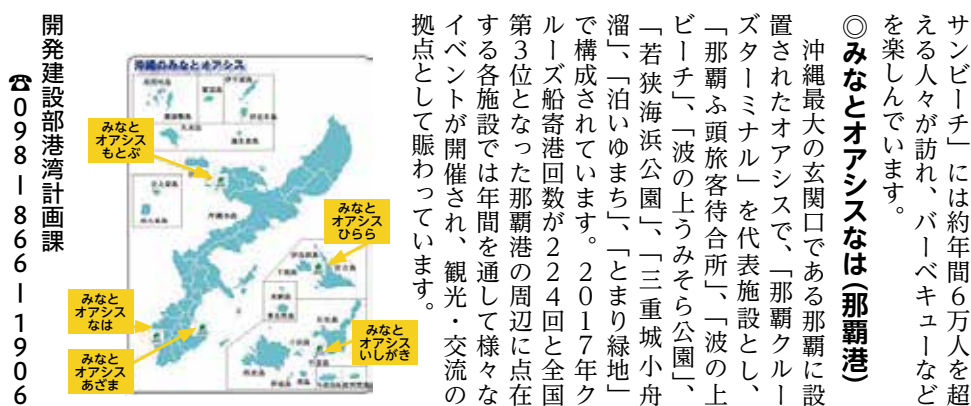 サンビーチ」には約年間6万人を超
える人々が訪れ、バーベキューなど
を楽しんでいます。
◎みなとオアシスなは(那覇港)
沖縄最大の玄関口である那覇に設
置されたオアシスで、「那覇クルー
ズターミナル」を代表施設とし、
「那覇ふ頭旅客待合所」、「波の上
ビーチ」、「波の上うみそら公園」、
「若狭海浜公園」、「三重城小舟
溜」、「泊いゆまち」、「とまり緑地」
で構成されています。2017年ク
ルーズ船寄港回数が224回と全国
第3位となった那覇港の周辺に点在
する各施設では年間を通して様々な
イベントが開催され、観光・交流の
拠点として賑わっています。
沖縄のみなとオアシス
みなと
オアシス
もとぶ
みなと
オアシス
ひらら
みなと
オアシス
なは
みなと
オアシス
あざま
みなと
オアシス
いしがき
開発建設部港湾計画課
☎098ー866ー1906